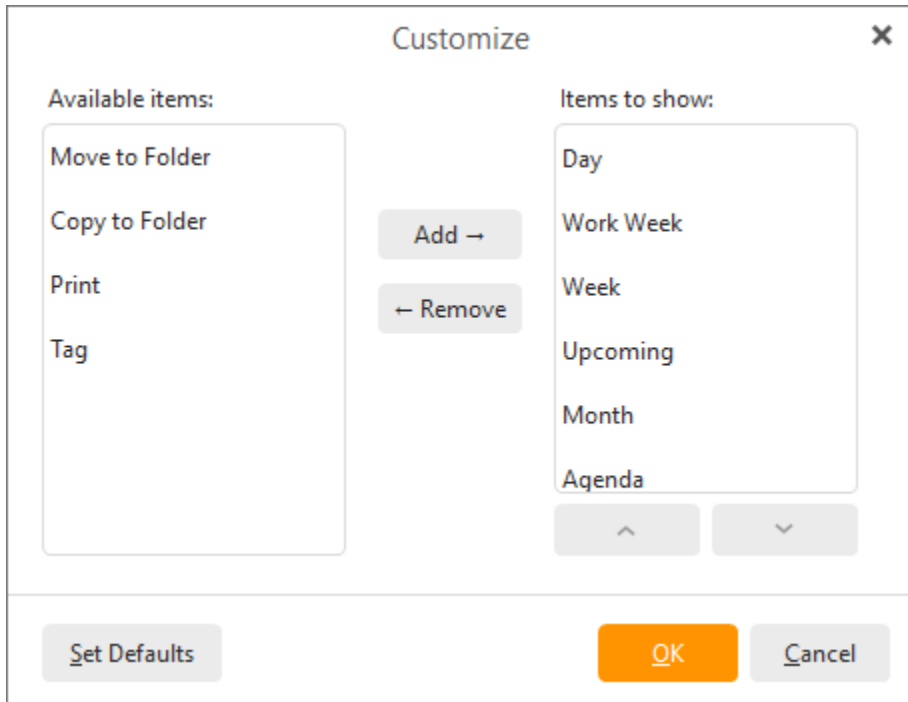 Customize
Available items:
Move to Folder
Copy to Folder
Print
Tag
Add →
← Remove
Items to show:
Day
Work Week
Week
Upcoming
Month
Agenda
Set Defaults
OK
Cancel